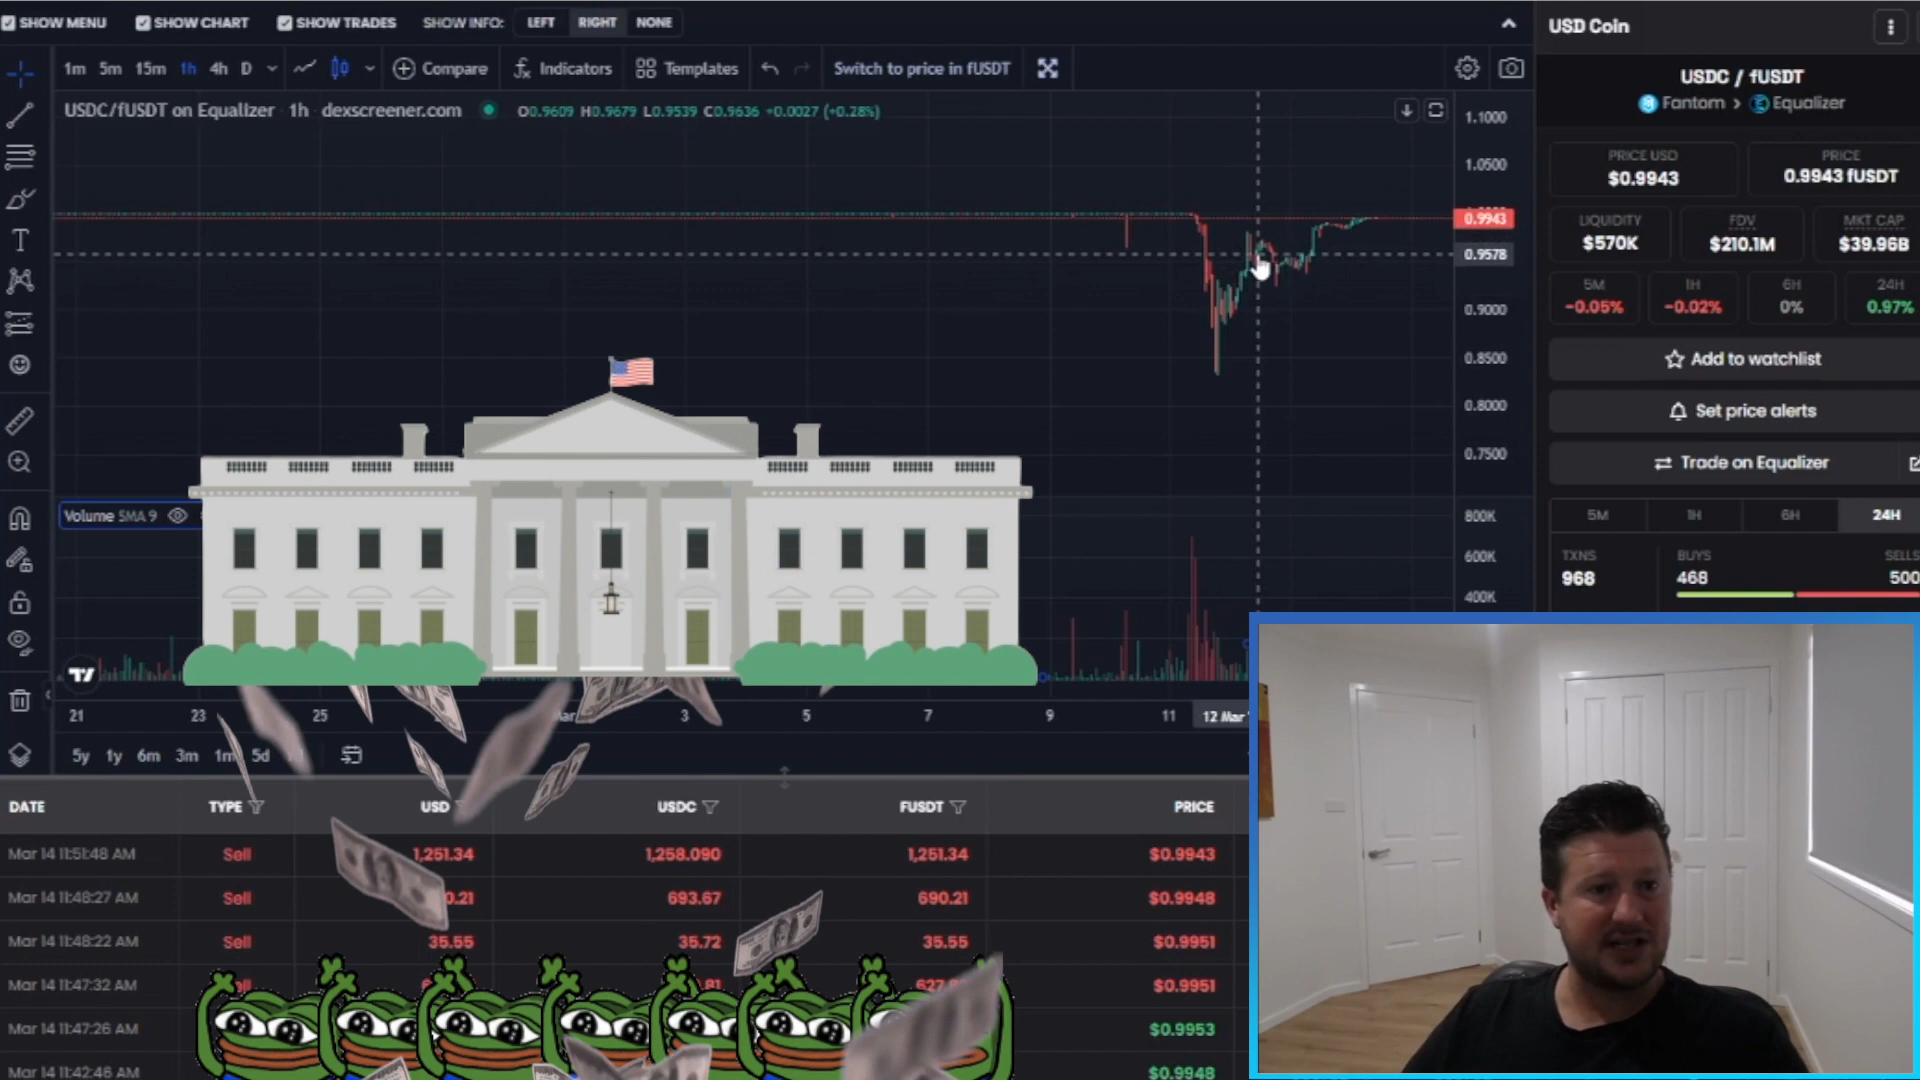 SHOW MENU SHOW CHART SHOW TRADES SHOW INFO: LEFT RIGHT NONE
USD Coin
1m 5m 15m 1h 4h D Compare Indicators Templates Switch to price in fUSDT
USDC / fUSDT
Fantom > Equalizer
USDC/fUSDT on Equalizer 1h dexscreener.com O0.9609 H0.9679 L0.9539 C0.9636 +0.0027 (+0.28%)
1.1000
1.0500
0.9943
0.9578
0.9000
0.8500
0.8000
0.7500
PRICE USD PRICE
$0.9943 0.9943 fUSDT
LIQUIDITY FDV MKT CAP
$570K $210.1M $39.96B
5M 1H 6H 24H
-0.05% -0.02% 0% 0.97%
Add to watchlist
Set price alerts
Trade on Equalizer
Volume SMA 9
800K
600K
400K
5M 1H 6H 24H
TXNS BUYS SELLS
968 468 500
21 23 25 3 5 7 9 11 12 Mar
5y 1y 6m 3m 1m 5d
DATE TYPE USD USDC FUSDT PRICE
Mar 14 11:51:48 AM Sell 1,251.34 1,258.090 1,251.34 $0.9943
Mar 14 11:48:27 AM Sell 0.21 693.67 690.21 $0.9948
Mar 14 11:48:22 AM Sell 35.55 35.72 35.55 $0.9951
Mar 14 11:47:32 AM $0.9951
Mar 14 11:47:26 AM $0.9953
Mar 14 11:42:46 AM $0.9948